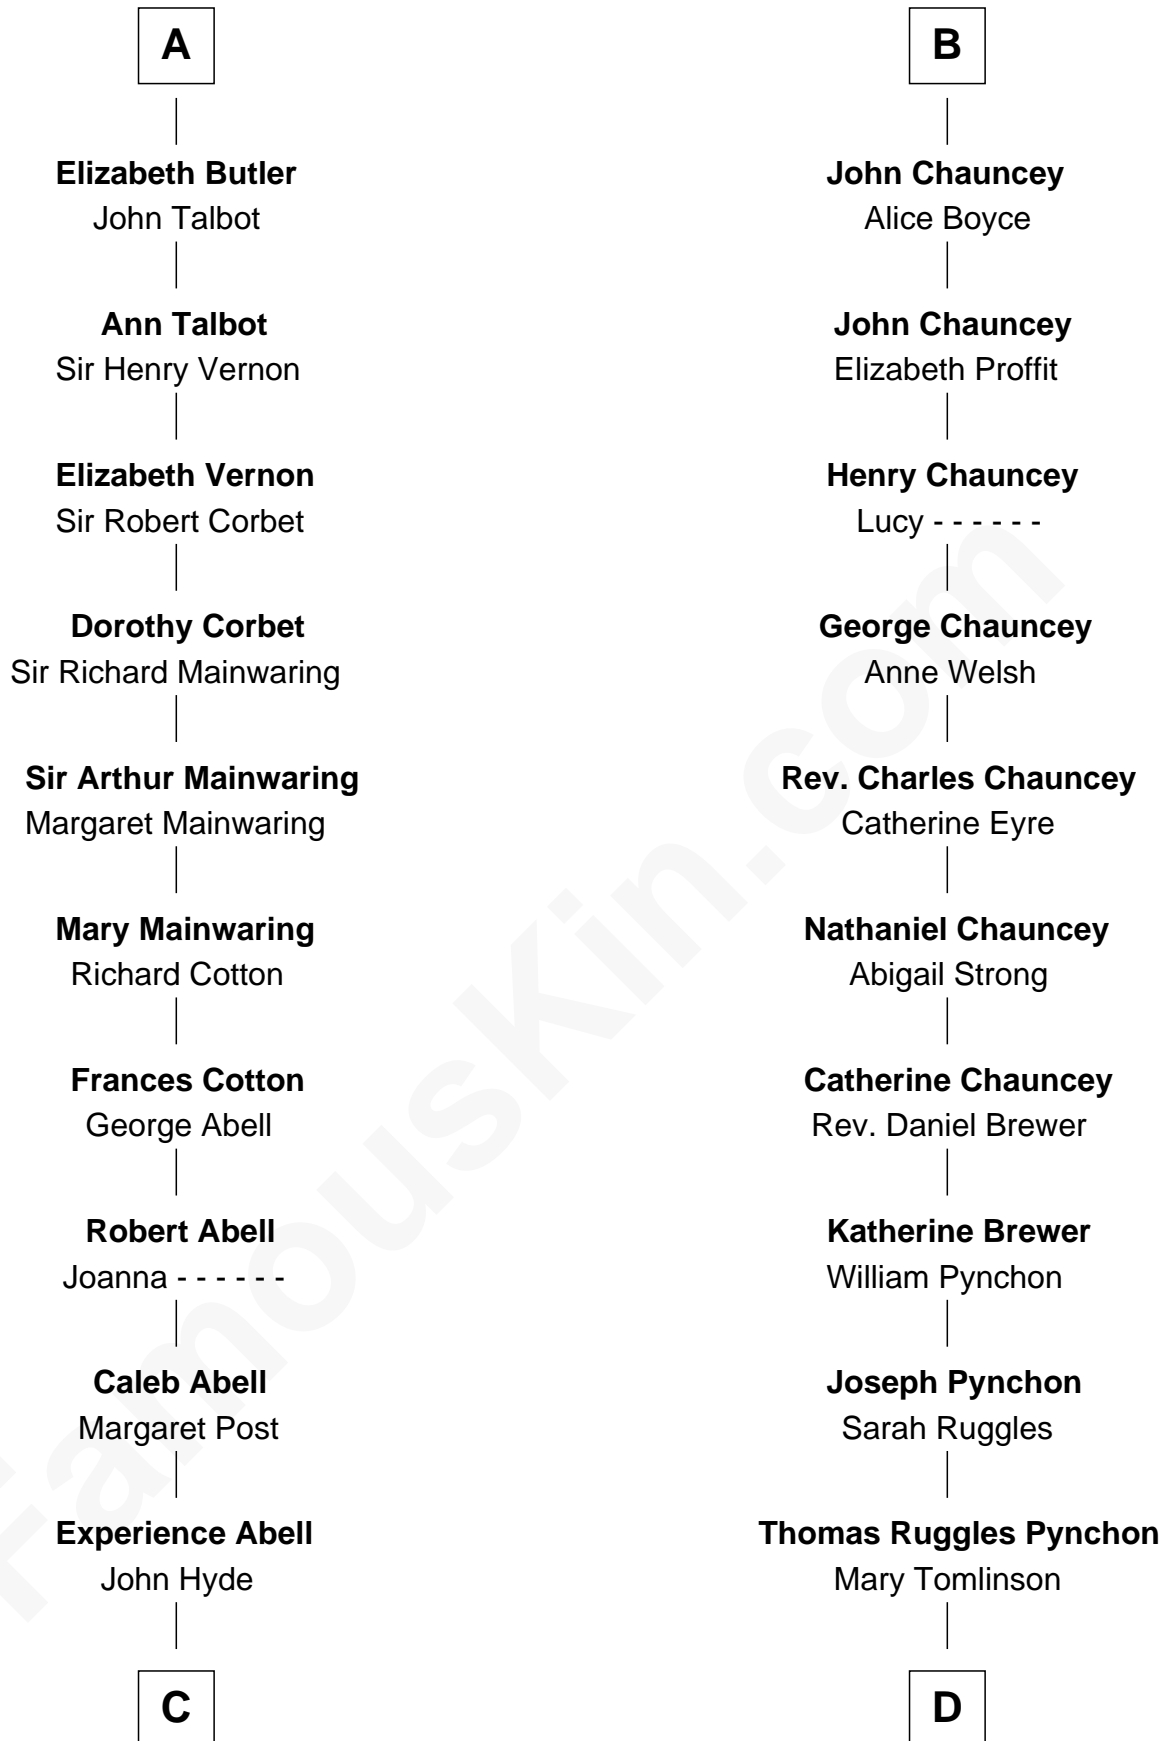 A
Elizabeth Butler
John Talbot
Ann Talbot
Sir Henry Vernon
Elizabeth Vernon
Sir Robert Corbet
Dorothy Corbet
Sir Richard Mainwaring
Sir Arthur Mainwaring
Margaret Mainwaring
Mary Mainwaring
Richard Cotton
Frances Cotton
George Abell
Robert Abell
Joanna - - - - - -
Caleb Abell
Margaret Post
Experience Abell
John Hyde
C
B
John Chauncey
Alice Boyce
John Chauncey
Elizabeth Proffit
Henry Chauncey
Lucy - - - - - -
George Chauncey
Anne Welsh
Rev. Charles Chauncey
Catherine Eyre
Nathaniel Chauncey
Abigail Strong
Catherine Chauncey
Rev. Daniel Brewer
Katherine Brewer
William Pynchon
Joseph Pynchon
Sarah Ruggles
Thomas Ruggles Pynchon
Mary Tomlinson
D
FamousKin.com